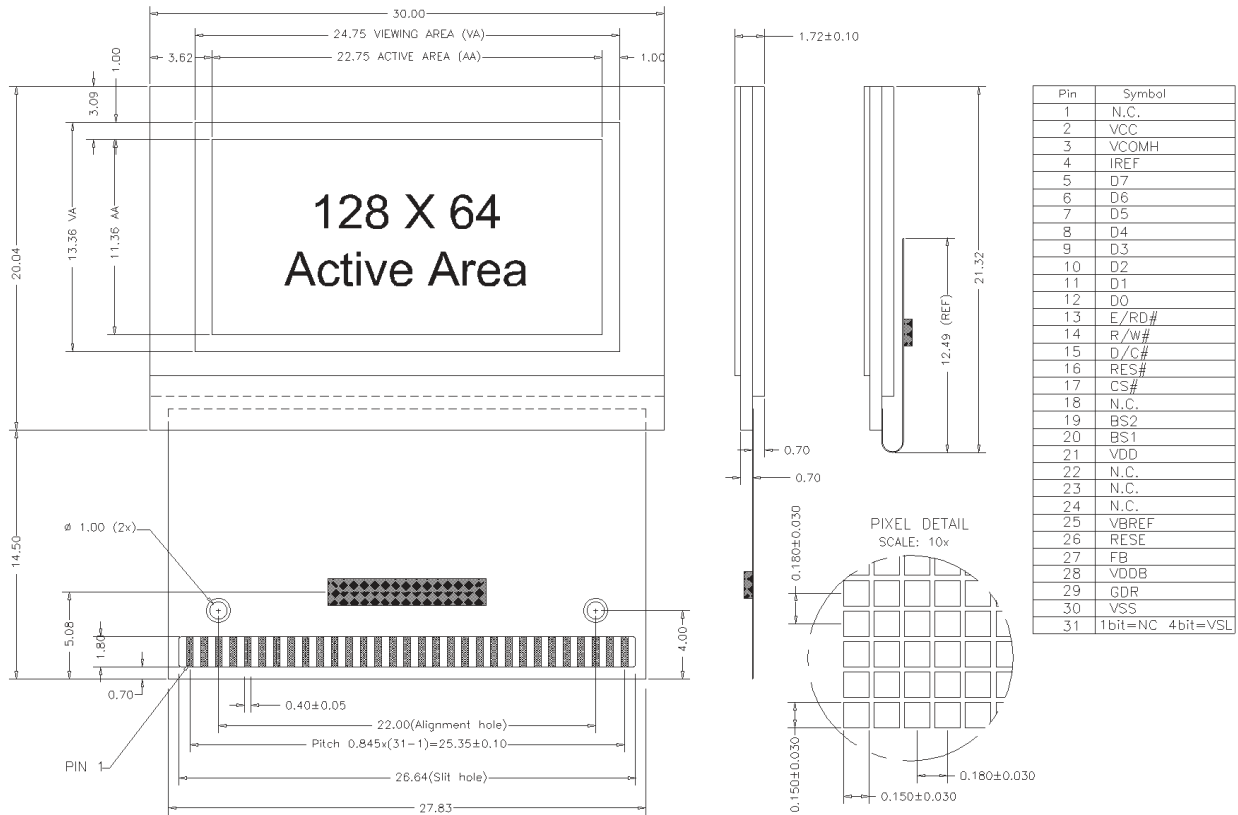 30.00
24.75 VIEWING AREA (VA)
3.62
22.75 ACTIVE AREA (AA)
1.00
1.00
3.09
20.04
13.36 VA
11.36 AA
128 X 64
Active Area
14.50
ø 1.00 (2x)
5.08
1.80
0.70
4.00
0.40±0.05
22.00(Alignment hole)
Pitch 0.845x(31-1)=25.35±0.10
PIN 1
26.64(Slit hole)
27.83
1.72±0.10
0.70
0.70
12.49 (REF)
21.32
PIXEL DETAIL
SCALE: 10x
0.180±0.030
0.150±0.030
0.180±0.030
0.150±0.030
Pin Symbol
1 N.C.
2 VCC
3 VCOMH
4 IREF
5 D7
6 D6
7 D5
8 D4
9 D3
10 D2
11 D1
12 D0
13 E/RD#
14 R/W#
15 D/C#
16 RES#
17 CS#
18 N.C.
19 BS2
20 BS1
21 VDD
22 N.C.
23 N.C.
24 N.C.
25 VBREF
26 RESE
27 FB
28 VDDB
29 GDR
30 VSS
31 1bit=NC 4bit=VSL